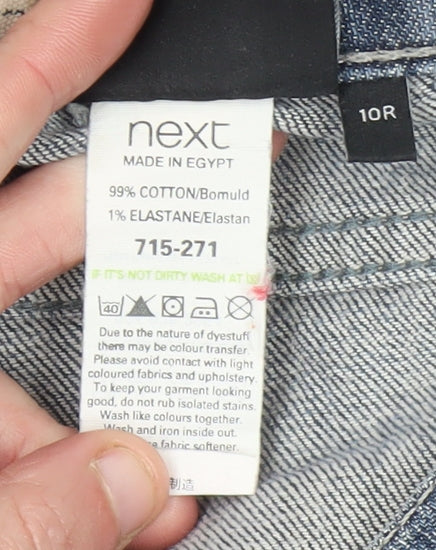 next
MADE IN EGYPT
10R
99% COTTON/Bomuld
1% ELASTANE/Elastan
715-271
IF IT'S NOT DIRTY WASH AT
40
Due to the nature of dyestuff
there may be colour transfer.
Please avoid contact with light
coloured fabrics and upholstery.
To keep your garment looking
good, do not rub isolated stains.
Wash like colours together.
Wash and iron inside out.
fabric softener.
制造